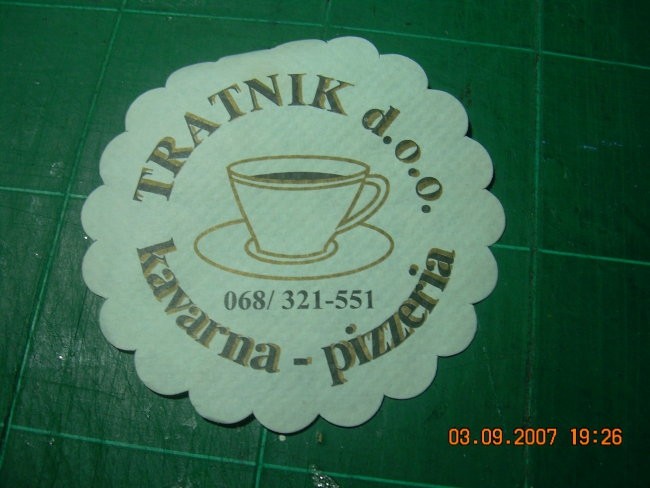 TRATNIK d.o.o.
068/ 321-551
kavarna - pizzeria
03.09.2007 19:26